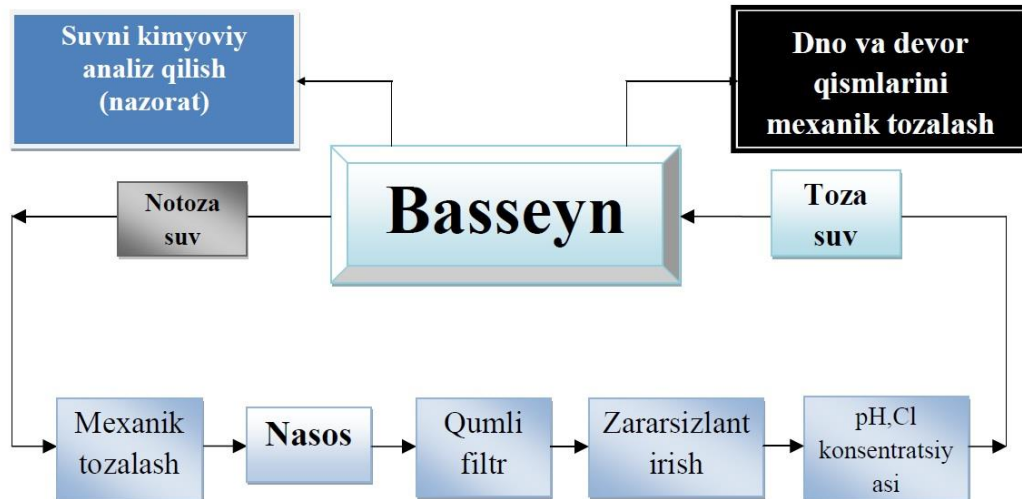 Suvni kimyoviy
analiz qilish
(nazorat)
Dno va devor
qismlarini
mexanik tozalash
Notoza
suv
Basseyn
Toza
suv
Mexanik
tozalash
Nasos
Qumli
filtr
Zararsizlant
irish
pH,Cl
konsentratsiy
asi